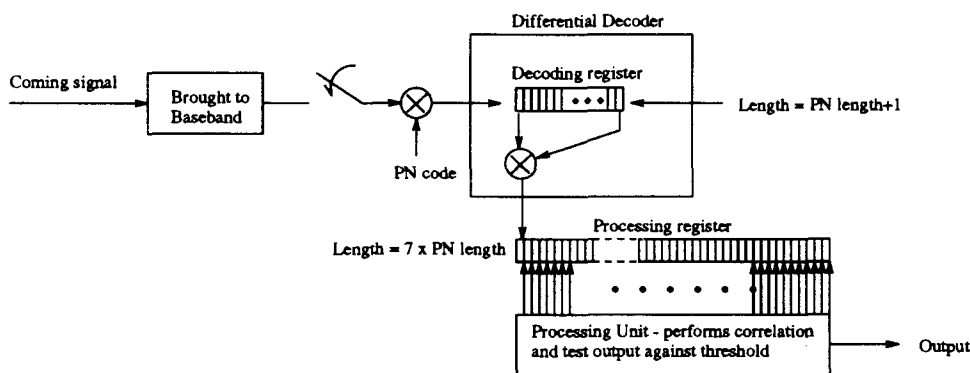 Differential Decoder
Coming signal
Brought to
Baseband
PN code
Decoding register
Length = PN length+1
Processing register
Length = 7 x PN length
Processing Unit - performs correlation
and test output against threshold
Output